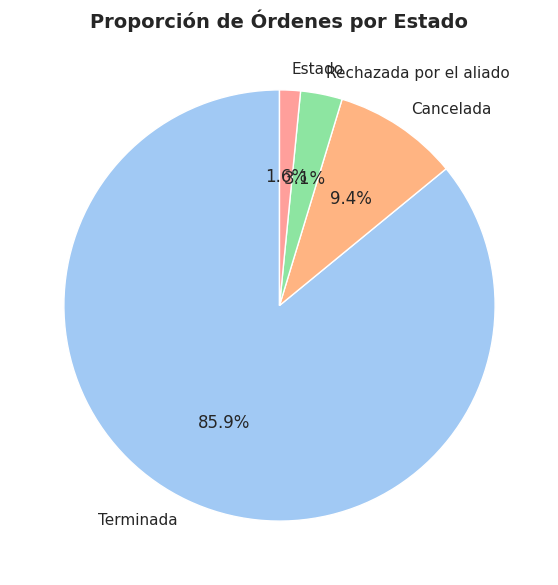 Proporción de Órdenes por Estado
Estado
Rechazada por el aliado
Cancelada
1.6%
3.1%
9.4%
85.9%
Terminada